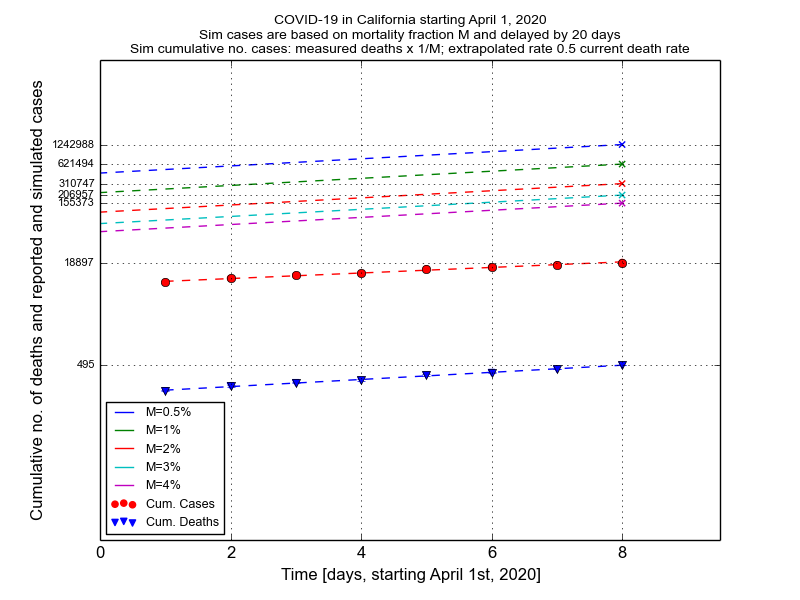 COVID-19 in California starting April 1, 2020
Sim cases are based on mortality fraction M and delayed by 20 days
Sim cumulative no. cases: measured deaths x 1/M; extrapolated rate 0.5 current death rate
Cumulative no. of deaths and reported and simulated cases
1242988
621494
310747
206957
155373
18897
495
M=0.5%
M=1%
M=2%
M=3%
M=4%
Cum. Cases
Cum. Deaths
0 2 4 6 8
Time [days, starting April 1st, 2020]